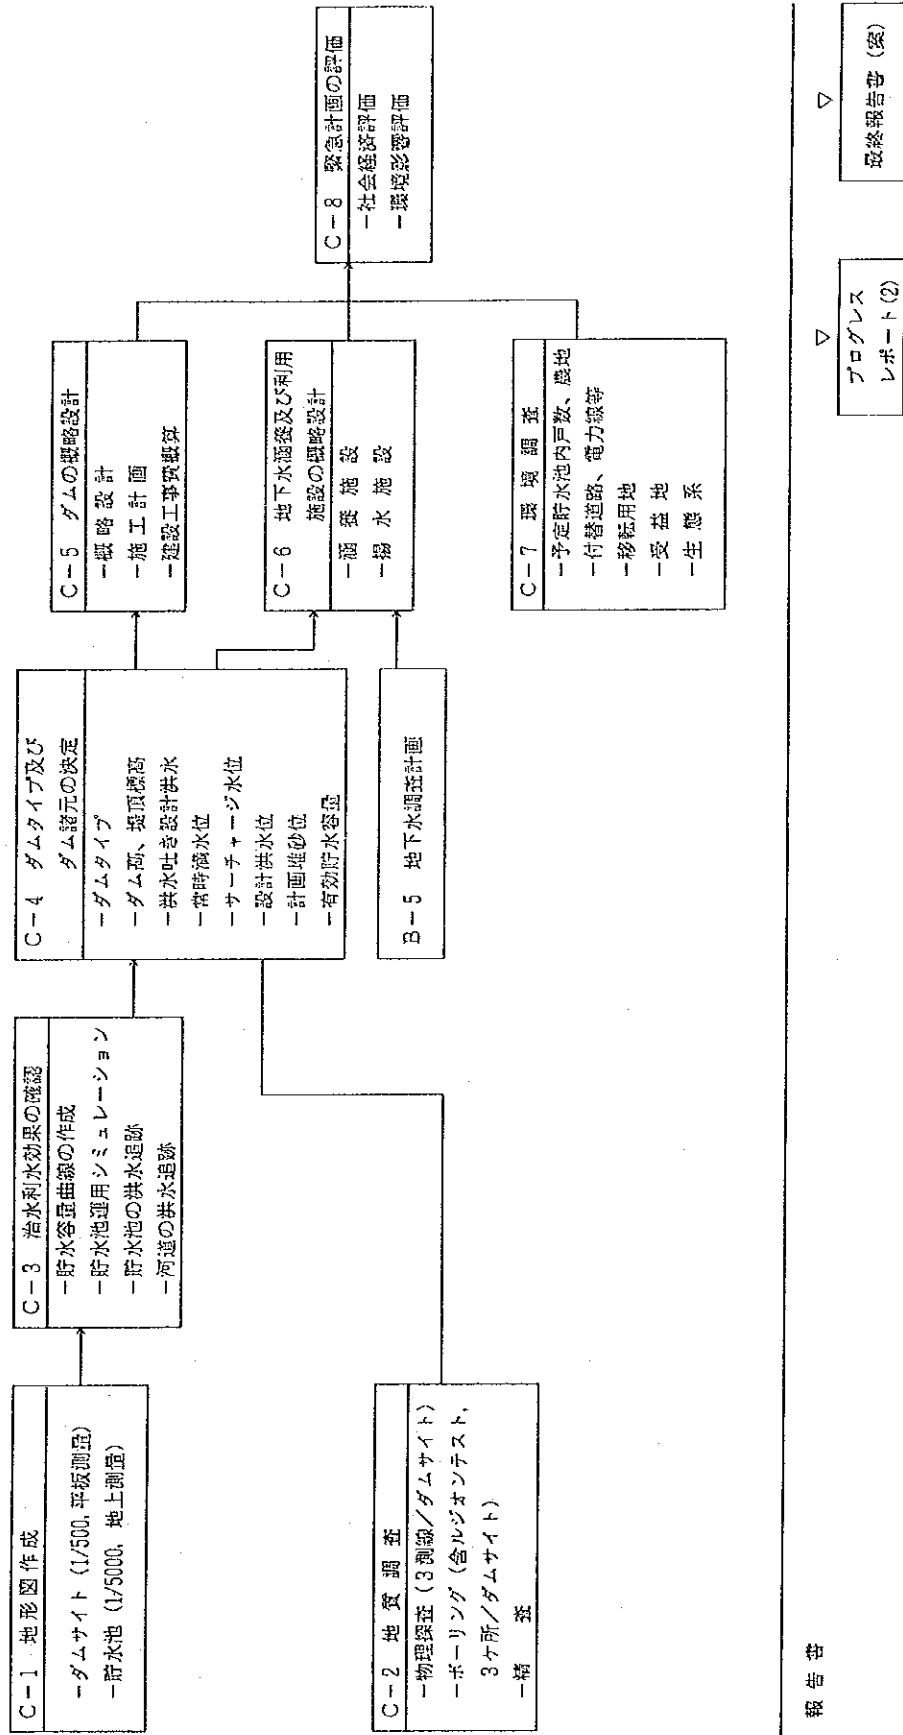 C-1 地形図作成
-ダムサイト (1/500, 平板測量)
-貯水池 (1/5000, 地上測量)
C-2 地質調査
-物理探査 (3測線/ダムサイト)
-ボーリング (含ルジオンテスト,
3ケ所/ダムサイト)
-精 査
C-3 治水利水効果の確認
-貯水容量曲線の作成
-貯水池運用シミュレーション
-貯水池の洪水追跡
-河道の洪水追跡
C-4 ダムタイプ及び
ダム諸元の決定
-ダムタイプ
-ダム高、堤頂標高
-洪水吐き設計洪水
-常時満水位
-サーチャージ水位
-設計洪水位
-計画堆砂位
-有効貯水容量
B-5 地下水調査計画
C-5 ダムの概略設計
-概略設計
-施工計画
-建設工事費概算
C-6 地下水涵養及び利用
施設の概略設計
-涵養施設
-揚水施設
C-7 環境調査
-予定貯水池内戸数、農地
-付替道路、電力線等
-移転用地
-受益地
-生態系
C-8 緊急計画の評価
-社会経済評価
-環境影響評価
報告書
プログレス
レポート(2)
最終報告書 (案)